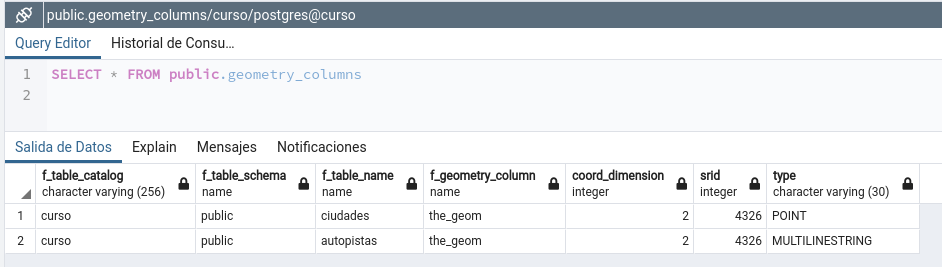 public.geometry_columns/curso/postgres@curso
Query Editor Historial de Consu...
1 SELECT * FROM public.geometry_columns
2
Salida de Datos Explain Mensajes Notificaciones
f_table_catalog f_table_schema f_table_name f_geometry_column coord_dimension srid type
character varying (256) name name name integer integer character varying (30)
1 curso public ciudades the_geom 2 4326 POINT
2 curso public autopistas the_geom 2 4326 MULTILINESTRING